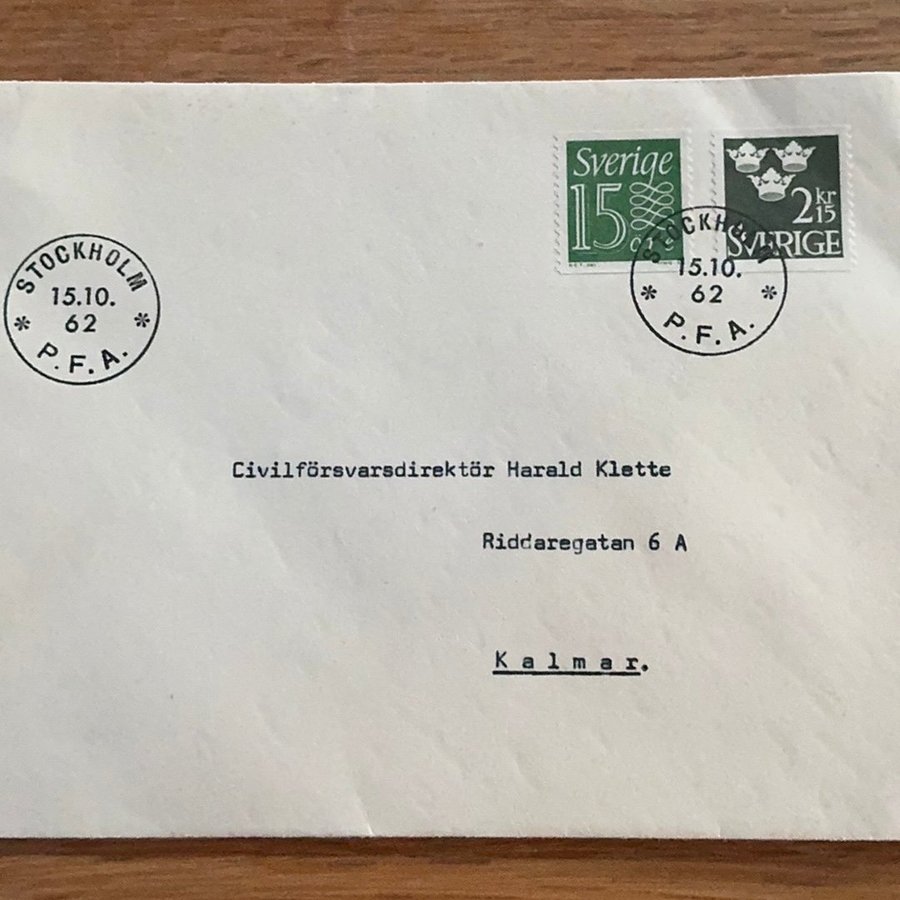 Sverige
15
öre
2 kr 15
SVERIGE
STOCKHOLM
15.10.
62
* P.F.A. *
STOCKHOLM
15.10.
62
* P.F.A. *
Civilförsvarsdirektör Harald Klette
Riddaregatan 6 A
Kalmar.